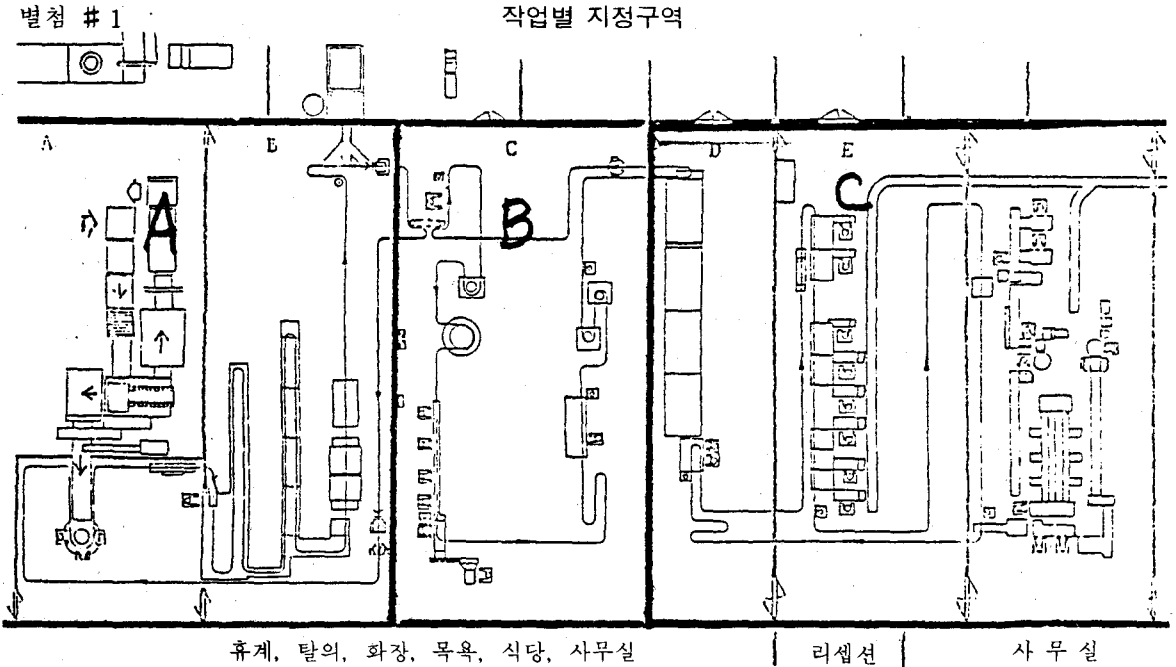 별첨 #1
작업별 지정구역
A B C D E
A B C
휴게, 탈의, 화장, 목욕, 식당, 사무실
리셉션
사무실